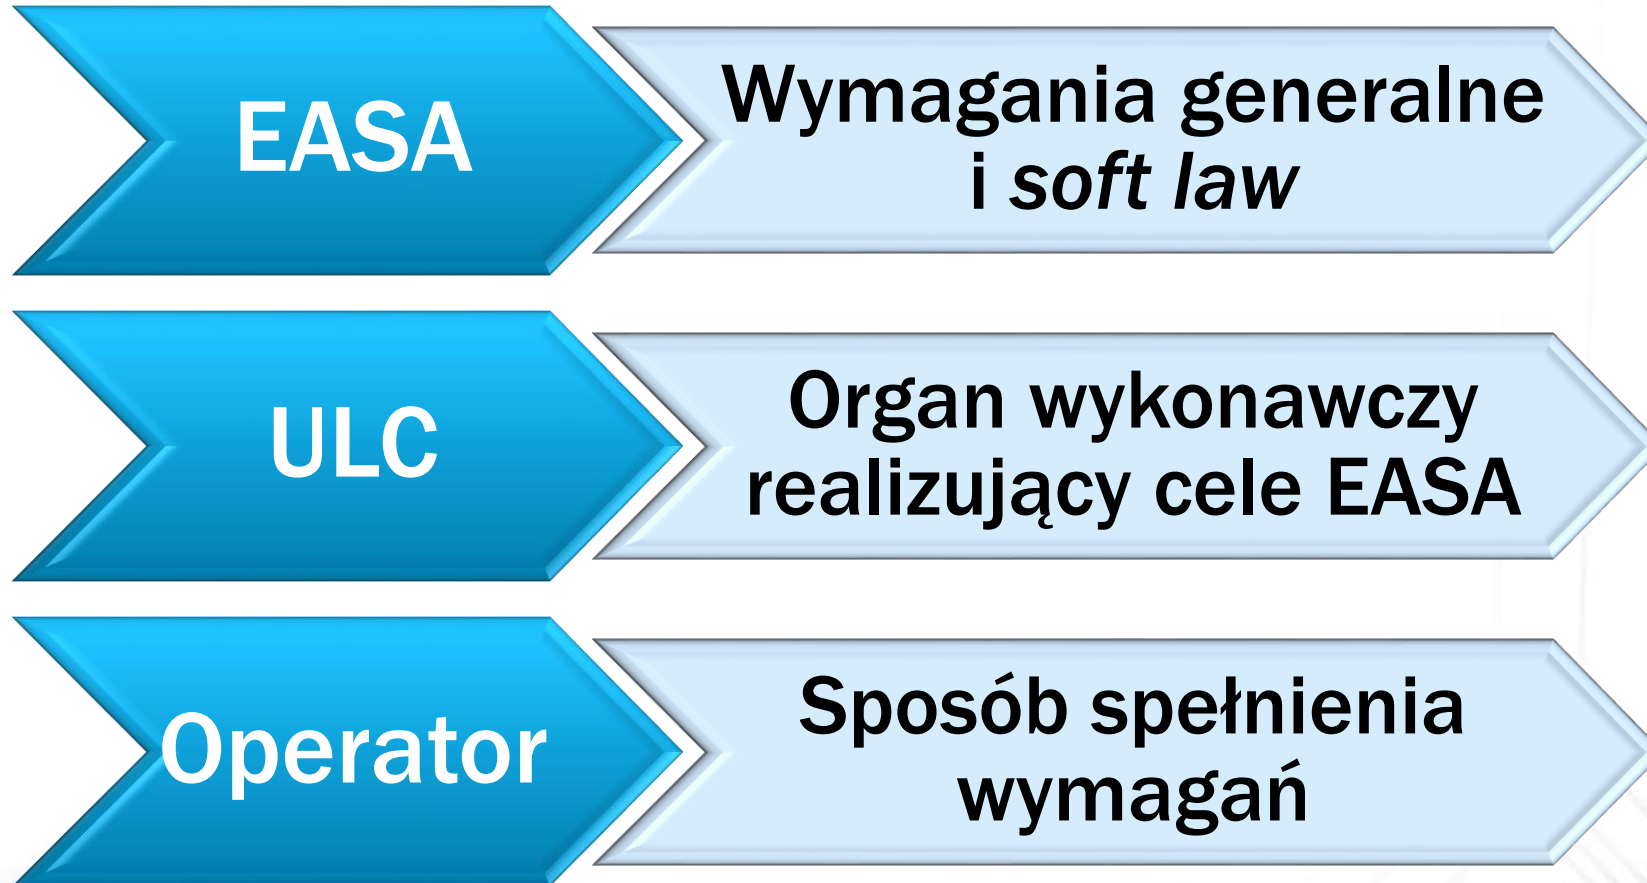 EASA
Wymagania generalne
i soft law
ULC
Organ wykonawczy
realizujący cele EASA
Operator
Sposób spełnienia
wymagań